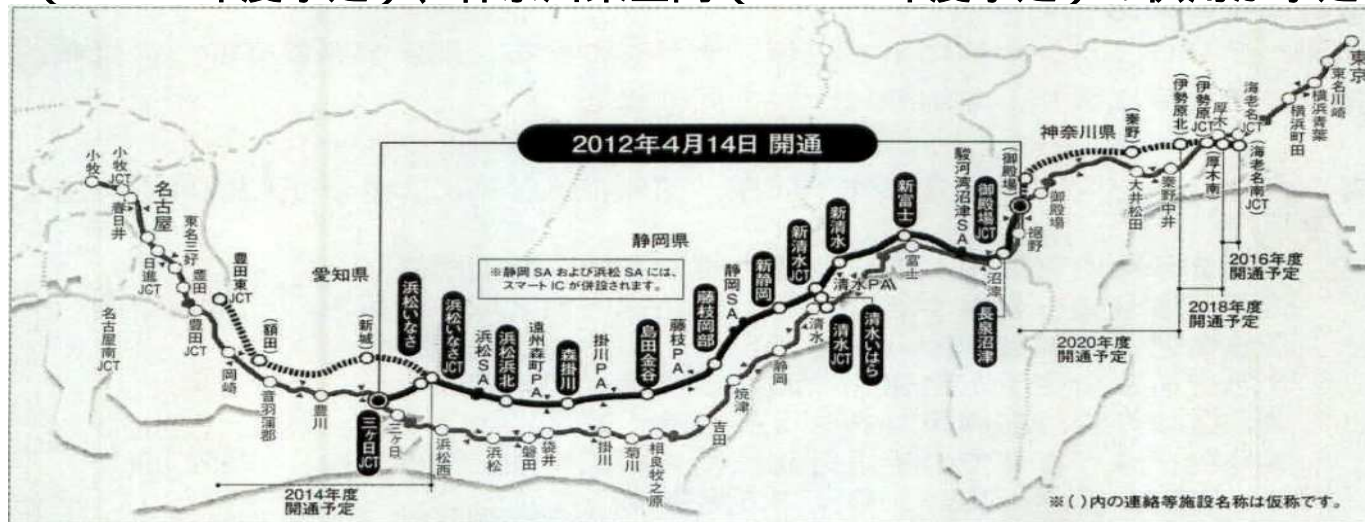 2012年4月14日 開通
愛知県
静岡県
神奈川県
※静岡 SA および浜松 SA には、
スマート IC が併設されます。
小牧
小牧JCT
春日井
名古屋
日進JCT
東名三好
豊田
豊田JCT
名古屋南JCT
豊田東JCT
岡崎
(額田)
音羽蒲郡
豊川
(新城)
三ヶ日JCT
三ヶ日
浜松いなさ
浜松いなさJCT
浜松西
浜松SA
浜松
浜松浜北
磐田
遠州森町PA
袋井
森掛川
掛川PA
掛川
菊川
島田金谷
相良牧之原
藤枝PA
吉田
藤枝岡部
焼津
静岡SA
静岡
新静岡
新清水JCT
清水
新清水
清水PA
清水JCT
清水いはら
新富士
富士
駿河湾沼津SA
沼津
長泉沼津
御殿場JCT
裾野
(御殿場)
御殿場
大井松田
(秦野)
秦野中井
(伊勢原北)
(伊勢原JCT)
厚木
(厚木南)
海老名JCT
(海老名南JCT)
横浜町田
横浜青葉
東名川崎
東京
2014年度
開通予定
2020年度
開通予定
2018年度
開通予定
2016年度
開通予定
※( )内の連絡等施設名称は仮称です。